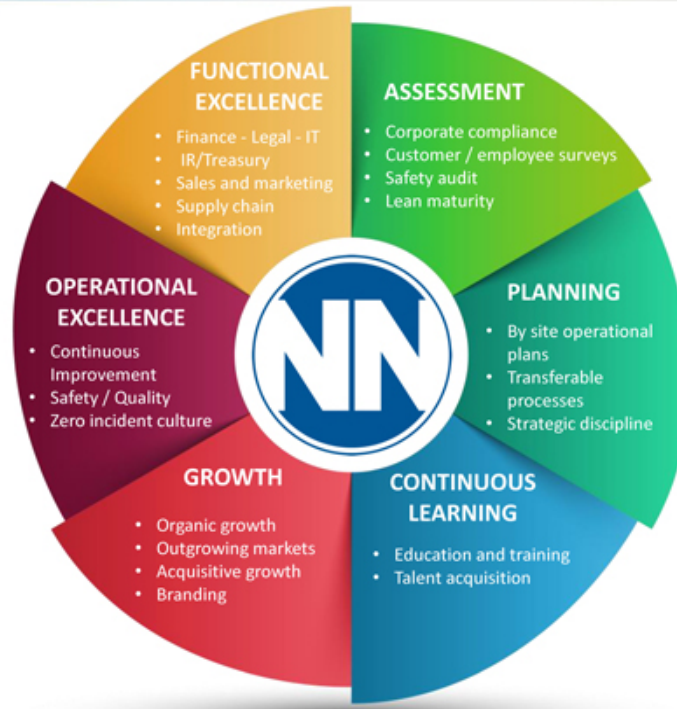 FUNCTIONAL
EXCELLENCE
• Finance - Legal - IT
• IR/Treasury
• Sales and marketing
• Supply chain
• Integration
ASSESSMENT
• Corporate compliance
• Customer / employee surveys
• Safety audit
• Lean maturity
PLANNING
• By site operational
plans
• Transferable
processes
• Strategic discipline
CONTINUOUS
LEARNING
• Education and training
• Talent acquisition
GROWTH
• Organic growth
• Outgrowing markets
• Acquisitive growth
• Branding
OPERATIONAL
EXCELLENCE
• Continuous
Improvement
• Safety / Quality
• Zero incident culture
NN